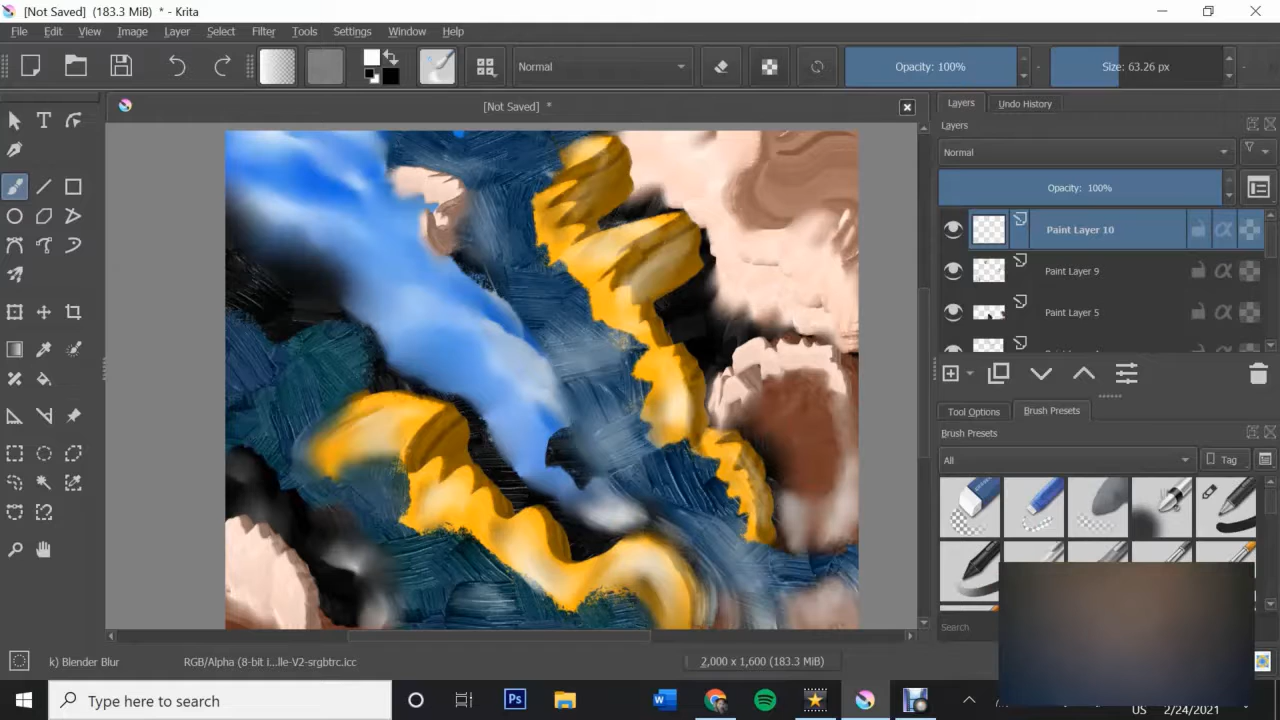 [Not Saved] (183.3 MiB) * - Krita
File Edit View Image Layer Select Filter Tools Settings Window Help
Normal
Opacity: 100%
Size: 63.26 px
[Not Saved] *
Layers Undo History
Layers
Normal
Opacity: 100%
Paint Layer 10
Paint Layer 9
Paint Layer 5
Tool Options Brush Presets
Brush Presets
All
Tag
Search
k) Blender Blur
RGB/Alpha (8-bit i...lle-V2-srgbtrc.icc
2,000 x 1,600 (183.3 MiB)
Type here to search
US
2/24/2021